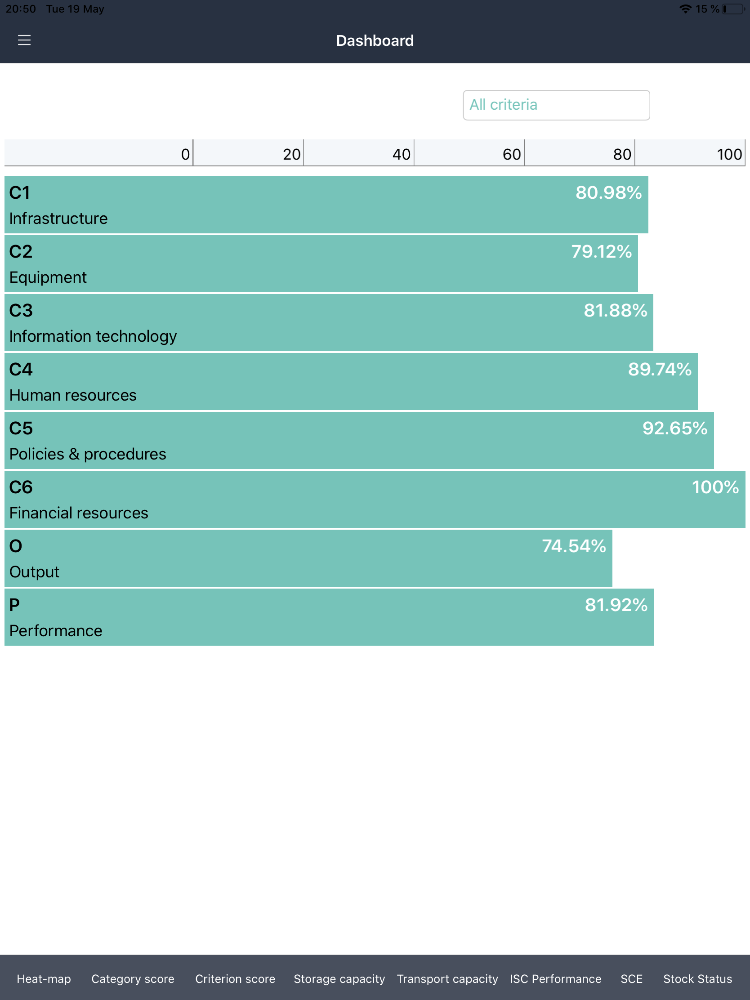 20:50 Tue 19 May 15 %
Dashboard
All criteria
0 20 40 60 80 100
C1 80.98%
Infrastructure
C2 79.12%
Equipment
C3 81.88%
Information technology
C4 89.74%
Human resources
C5 92.65%
Policies & procedures
C6 100%
Financial resources
O 74.54%
Output
P 81.92%
Performance
Heat-map Category score Criterion score Storage capacity Transport capacity ISC Performance SCE Stock Status